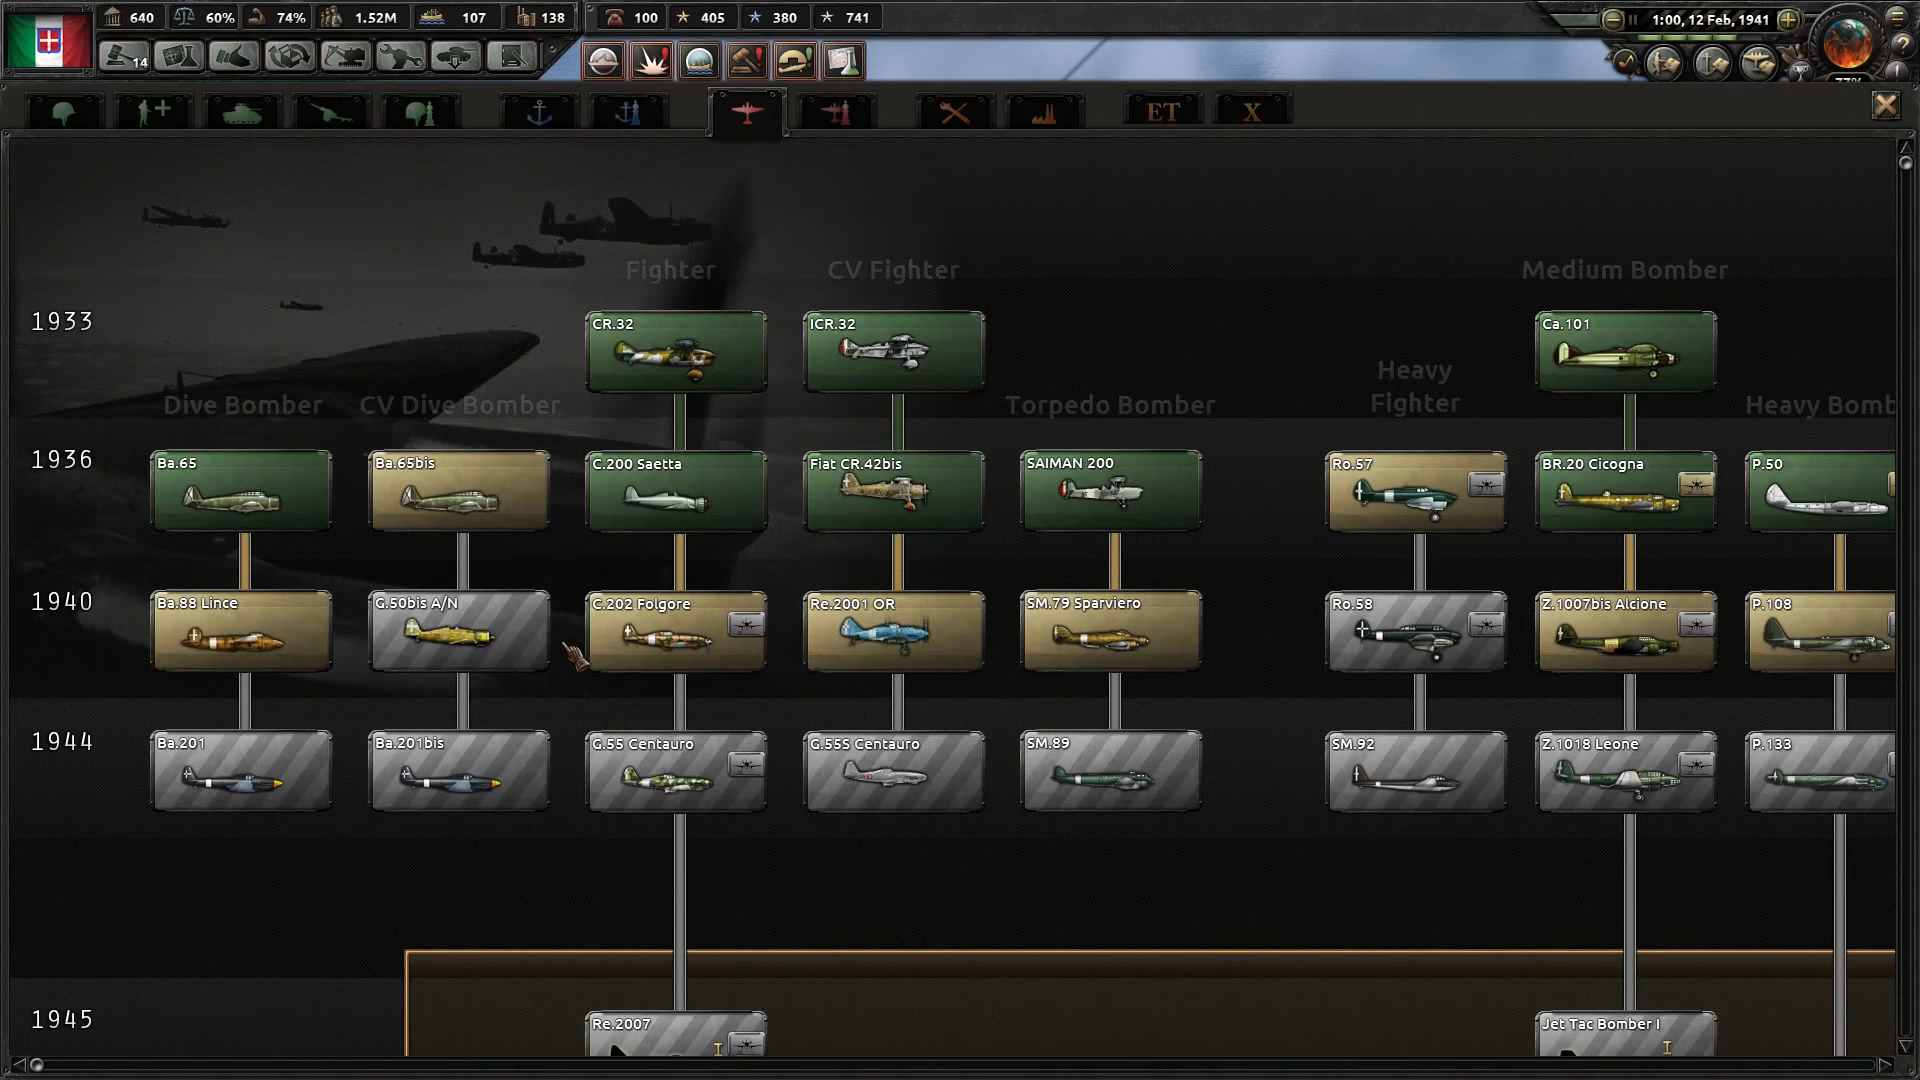 640 60% 74% 1.52M 107 138 100 405 380 741 1:00, 12 Feb, 1941
14
ET X
Fighter CV Fighter Medium Bomber
1933
CR.32 ICR.32 Ca.101
Dive Bomber CV Dive Bomber Torpedo Bomber Heavy Fighter Heavy Bomb
1936
Ba.65 Ba.65bis C.200 Saetta Fiat CR.42bis SAIMAN 200 Ro.57 BR.20 Cicogna P.50
1940
Ba.88 Lince G.50bis A/N C.202 Folgore Re.2001 OR SM.79 Sparviero Ro.58 Z.1007bis Alcione P.108
1944
Ba.201 Ba.201bis G.55 Centauro G.55S Centauro SM.89 SM.92 Z.1018 Leone P.133
1945
Re.2007 Jet Tac Bomber I
I I